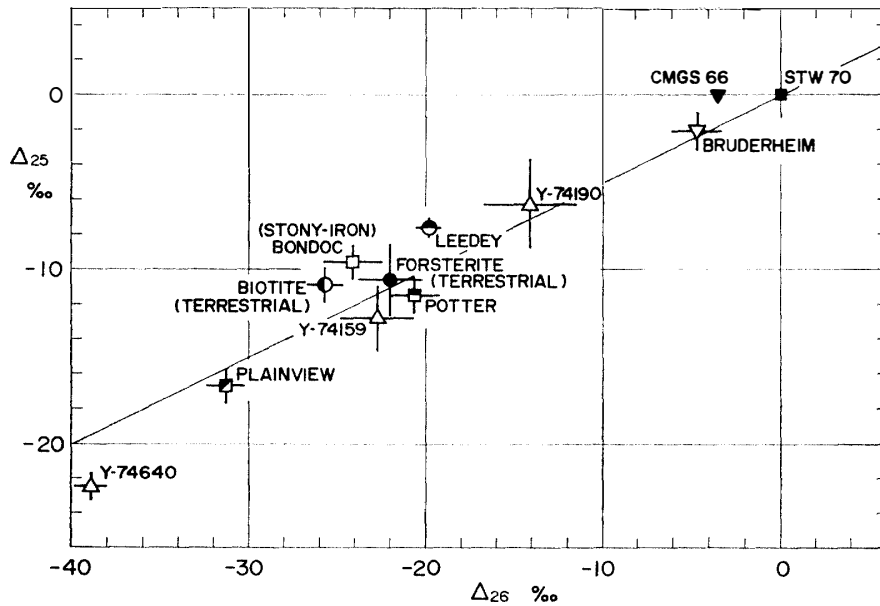 CMGS 66
STW 70
0
Δ25
‰
BRUDERHEIM
Y-74190
(STONY-IRON)
BONDOC
LEEDEY
-10
FORSTERITE
(TERRESTRIAL)
BIOTITE
(TERRESTRIAL)
POTTER
Y-74159
PLAINVIEW
-20
Y-74640
-40
-30
-20
-10
0
Δ26 ‰